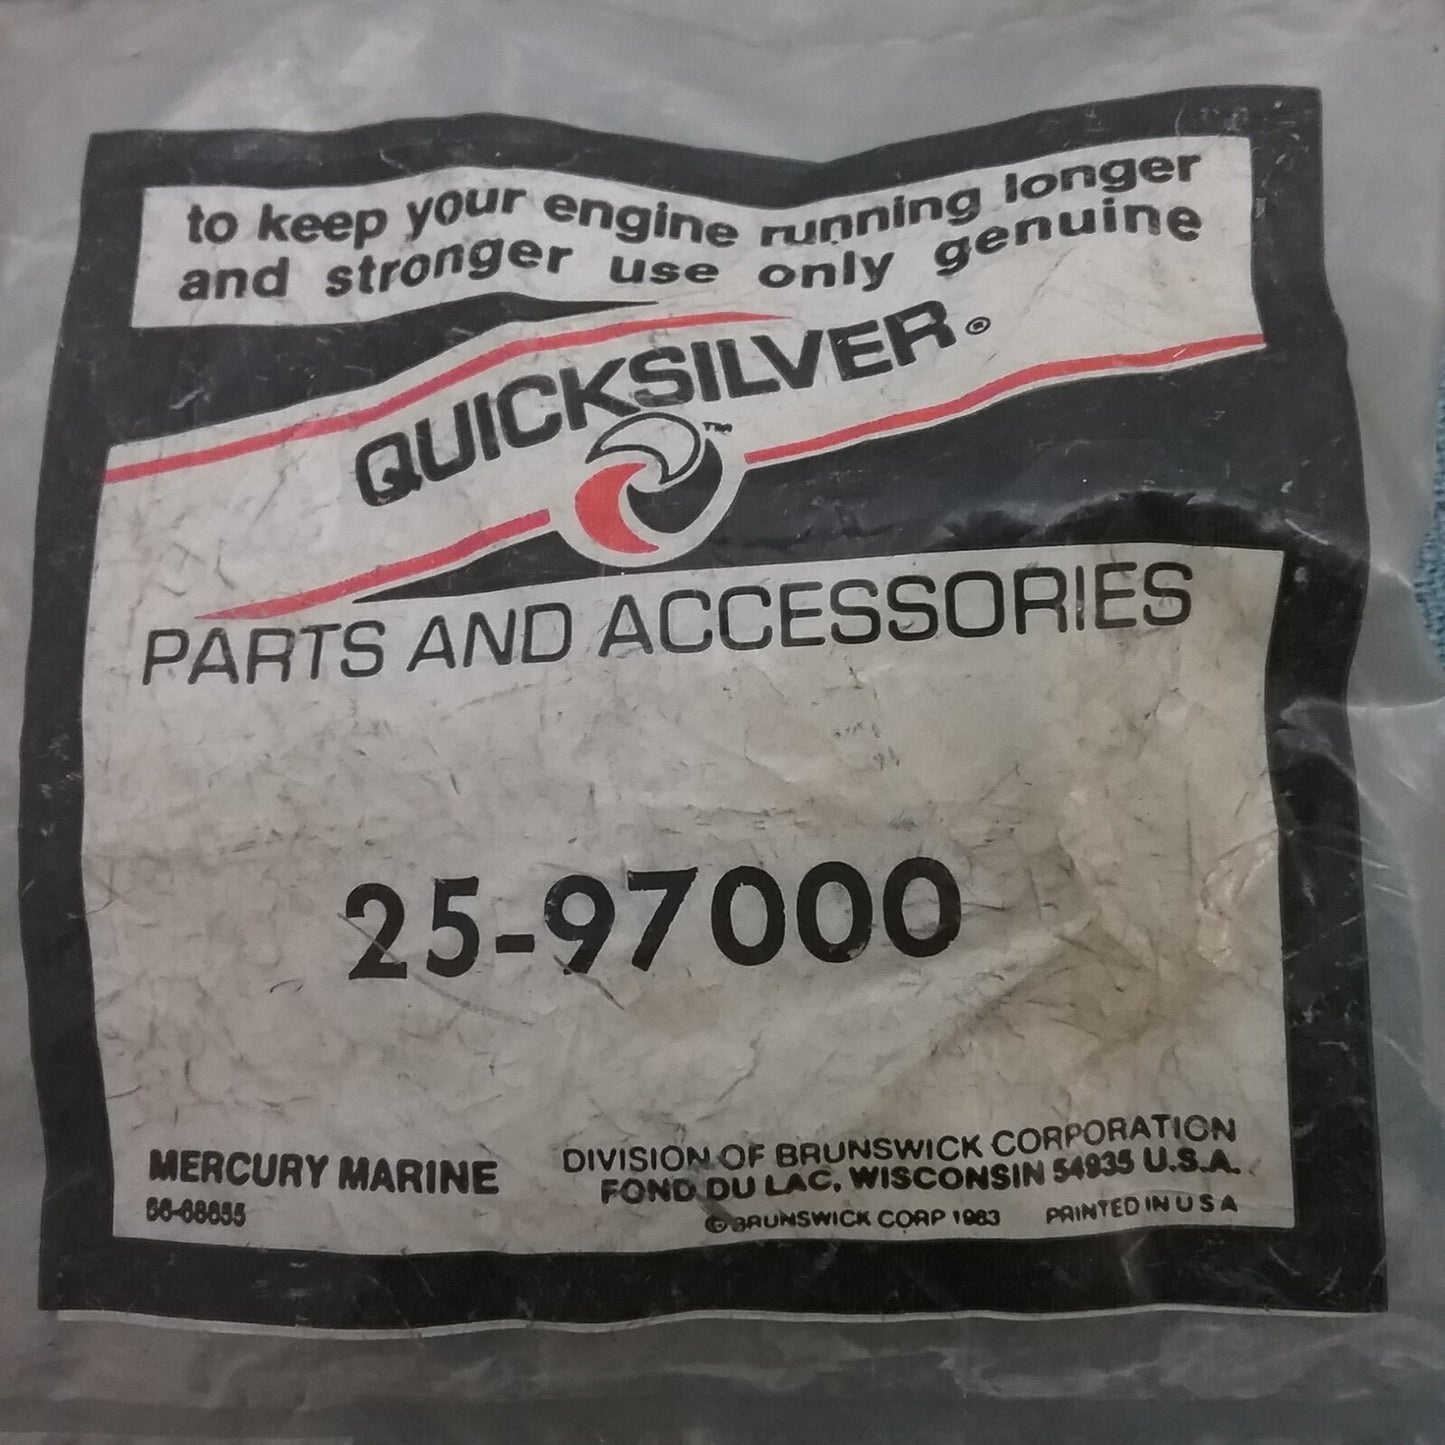 to keep your engine running longer
and stronger use only genuine
QUICKSILVER®
™
PARTS AND ACCESSORIES
25-97000
MERCURY MARINE
DIVISION OF BRUNSWICK CORPORATION
FOND DU LAC, WISCONSIN 54935 U.S.A.
© BRUNSWICK CORP 1983 PRINTED IN U S A